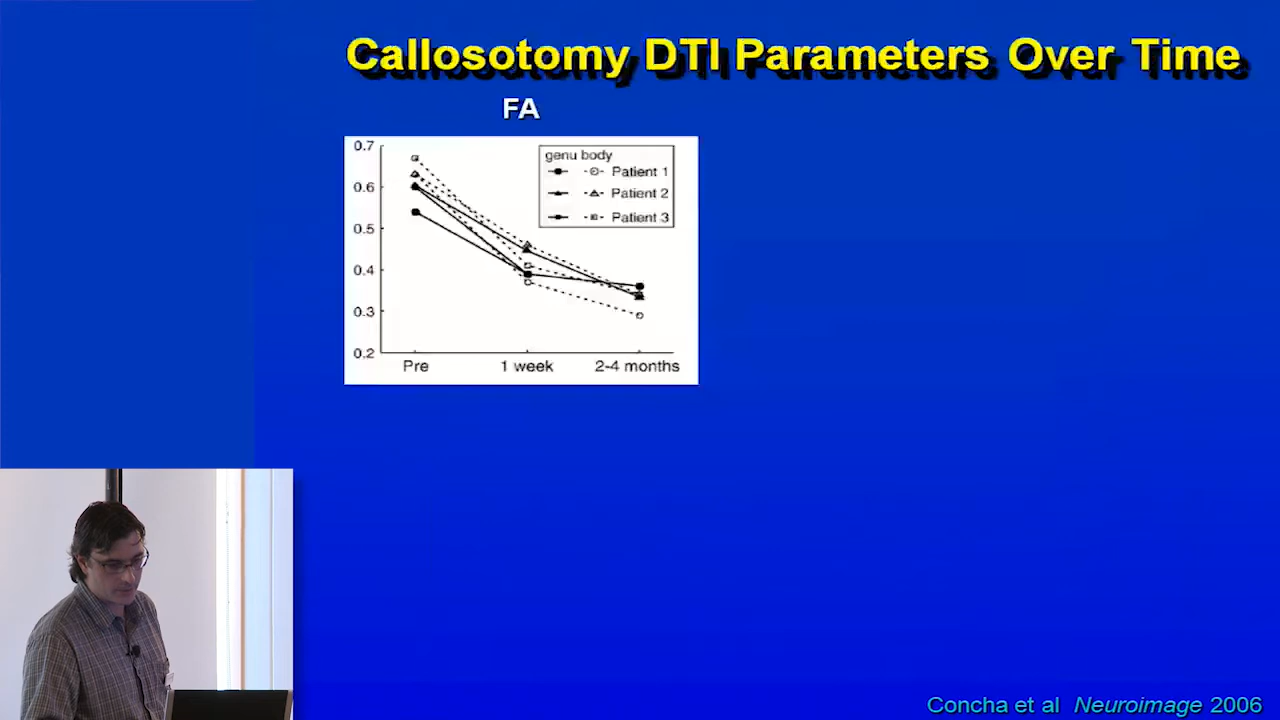 Callosotomy DTI Parameters Over Time
FA
genu body
Patient 1
Patient 2
Patient 3
0.7
0.6
0.5
0.4
0.3
0.2
Pre 1 week 2-4 months
Concha et al Neuroimage 2006